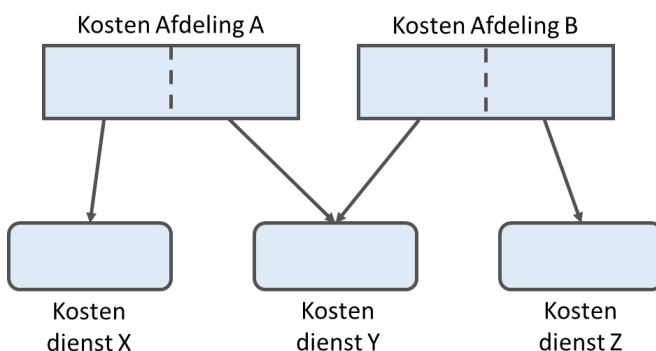 Kosten Afdeling A
Kosten Afdeling B
Kosten
dienst X
Kosten
dienst Y
Kosten
dienst Z